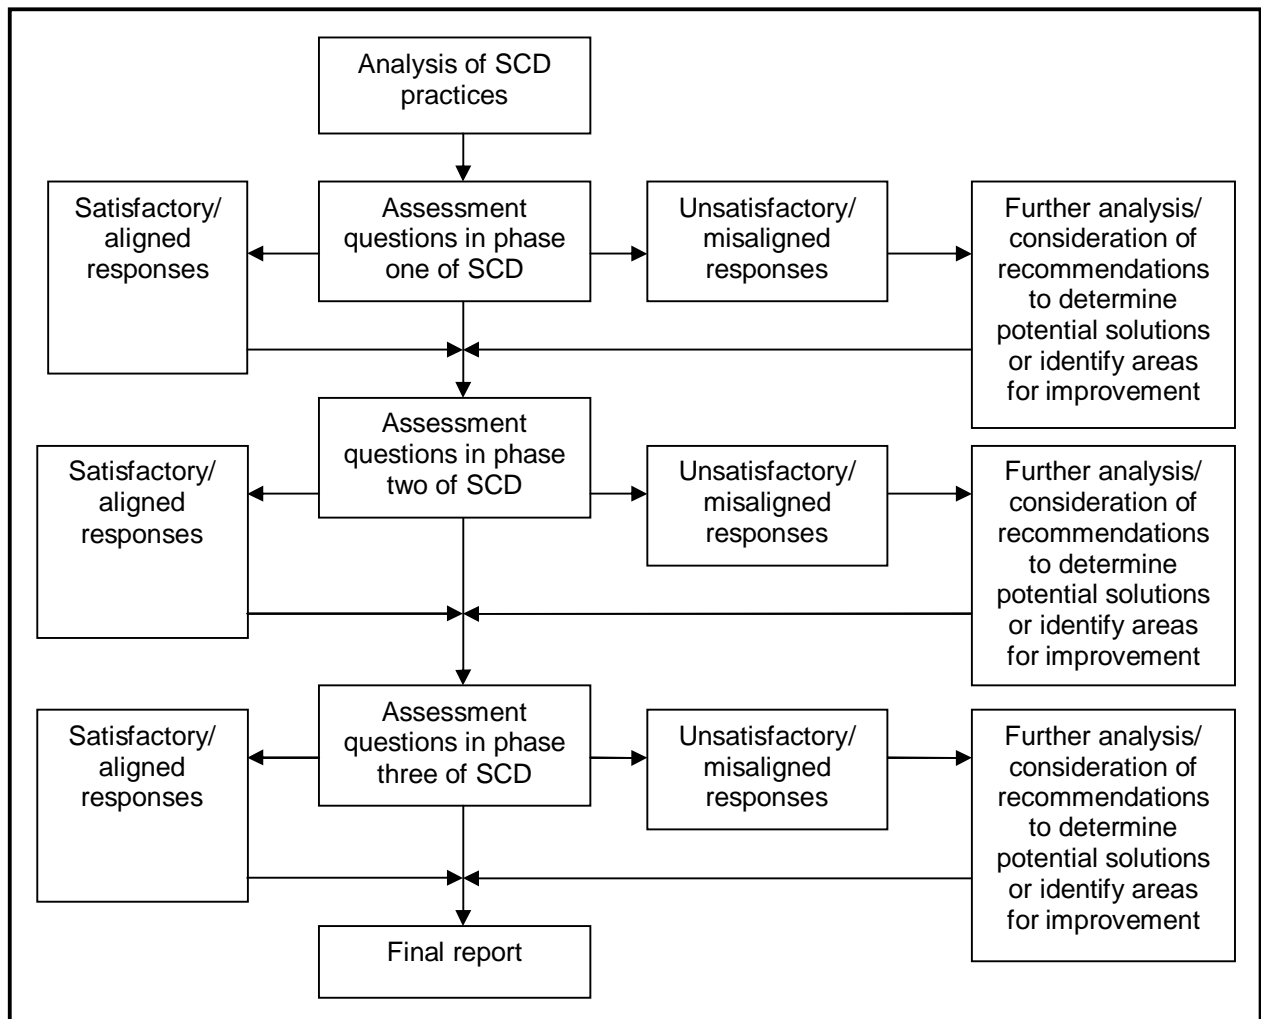 Analysis of SCD
practices
Satisfactory/
aligned
responses
Assessment
questions in phase
one of SCD
Unsatisfactory/
misaligned
responses
Further analysis/
consideration of
recommendations
to determine
potential solutions
or identify areas
for improvement
Satisfactory/
aligned
responses
Assessment
questions in phase
two of SCD
Unsatisfactory/
misaligned
responses
Further analysis/
consideration of
recommendations
to determine
potential solutions
or identify areas
for improvement
Satisfactory/
aligned
responses
Assessment
questions in phase
three of SCD
Unsatisfactory/
misaligned
responses
Further analysis/
consideration of
recommendations
to determine
potential solutions
or identify areas
for improvement
Final report